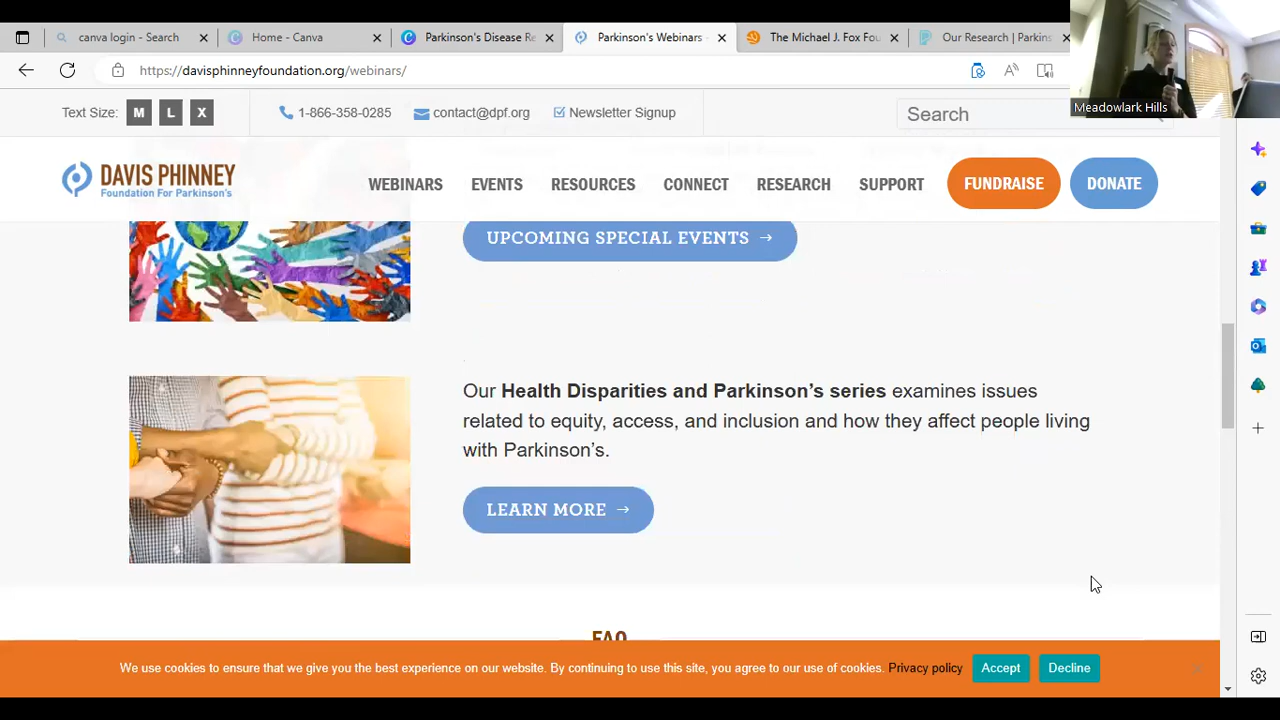 canva login - Search
Home - Canva
Parkinson's Disease Re
Parkinson's Webinars -
The Michael J. Fox Fou
Our Research | Parkins
https://davisphinneyfoundation.org/webinars/
Meadowlark Hills
Text Size: M L X
1-866-358-0285
contact@dpf.org
Newsletter Signup
Search
DAVIS PHINNEY
Foundation For Parkinson's
WEBINARS EVENTS RESOURCES CONNECT RESEARCH SUPPORT FUNDRAISE DONATE
UPCOMING SPECIAL EVENTS →
Our Health Disparities and Parkinson's series examines issues
related to equity, access, and inclusion and how they affect people living
with Parkinson's.
LEARN MORE →
FAQ
We use cookies to ensure that we give you the best experience on our website. By continuing to use this site, you agree to our use of cookies. Privacy policy Accept Decline